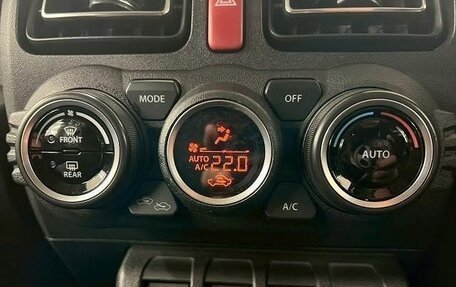 MODE
OFF
FRONT
REAR
AUTO
A/C 22.0
AUTO
A/C